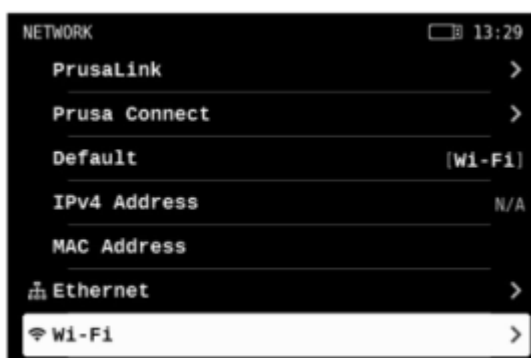 NETWORK 13:29
PrusaLink >
Prusa Connect >
Default [Wi-Fi]
IPv4 Address N/A
MAC Address
Ethernet >
Wi-Fi >